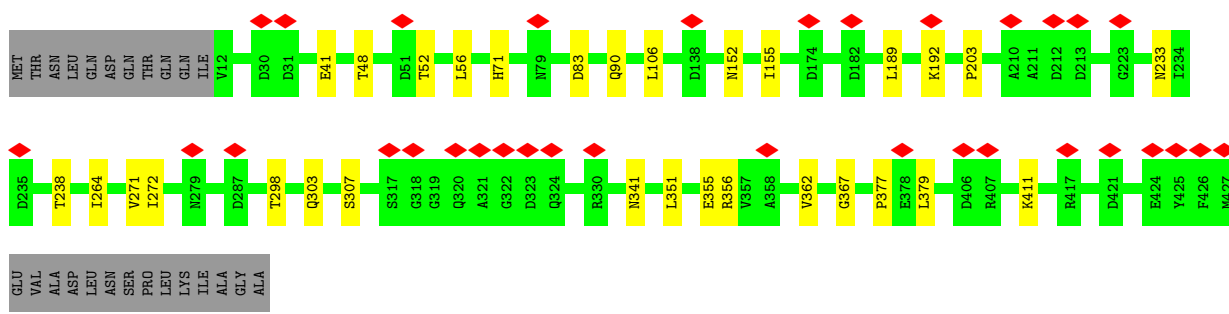 MET THR ASN LEU GLN ASP GLN THR GLN GLN ILE V12 D30 D31 E41 T48 D51 T52 L56 H71 N79 D83 Q90 L106 D138 N152 I155 D174 D182 L189 K192 P203 A210 A211 D212 D213 G223 N233 I234
D235 T238 I264 V271 I272 N279 D287 T298 Q303 S307 S317 G318 G319 Q320 A321 G322 D323 Q324 R330 N341 L351 E355 R356 V357 A358 V362 G367 P377 E378 L379 D406 R407 K411 R417 D421 E424 Y425 F426 M427
GLU VAL ALA ASP LEU ASN SER PRO LEU LYS ILE ALA GLY ALA